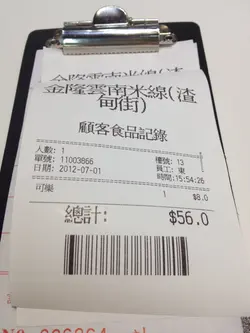 金隆雲南米線(渣
甸街)
顧客食品記錄
人數: 1
單號: 11003866 檯號: 13
日期: 2012-07-01 員工: 東
時間:15:54:26
可樂 1 $8.0
總計: $56.0